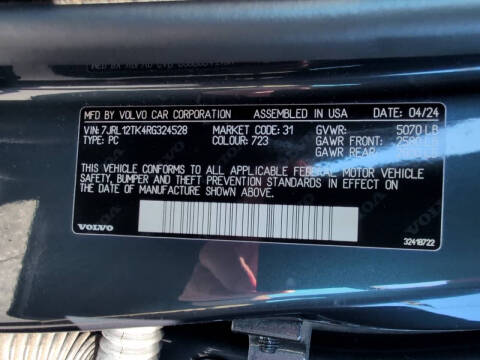 MFD BY VOLVO CAR CORPORATION ASSEMBLED IN USA DATE: 04/24
VIN: 7JRL12TK4RG324528 MARKET CODE: 31 GVWR: 5070 LB
TYPE: PC COLOUR: 723 GAWR FRONT: LB
GAWR REAR
THIS VEHICLE CONFORMS TO ALL APPLICABLE FEDERAL MOTOR VEHICLE
SAFETY, BUMPER AND THEFT PREVENTION STANDARDS IN EFFECT ON
THE DATE OF MANUFACTURE SHOWN ABOVE.
VOLVO 32418722